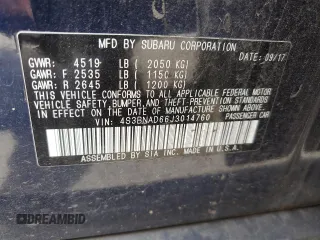 MFD BY SUBARU CORPORATION
GVWR: 4519 LB ( 2050 KG) DATE: 09/17
GAWR: F 2535 LB ( 1150 KG)
GAWR: R 2645 LB ( 1200 KG)
THIS VEHICLE CONFORMS TO ALL APPLICABLE FEDERAL MOTOR
VEHICLE SAFETY, BUMPER, AND THEFT PREVENTION STANDARDS
IN EFFECT ON THE DATE OF MANUFACTURE SHOWN ABOVE.
VIN: 4S3BNAD66J3014760 PASSENGER CAR
ASSEMBLED BY SIA INC. MADE IN U.S.A.
DREAMBID